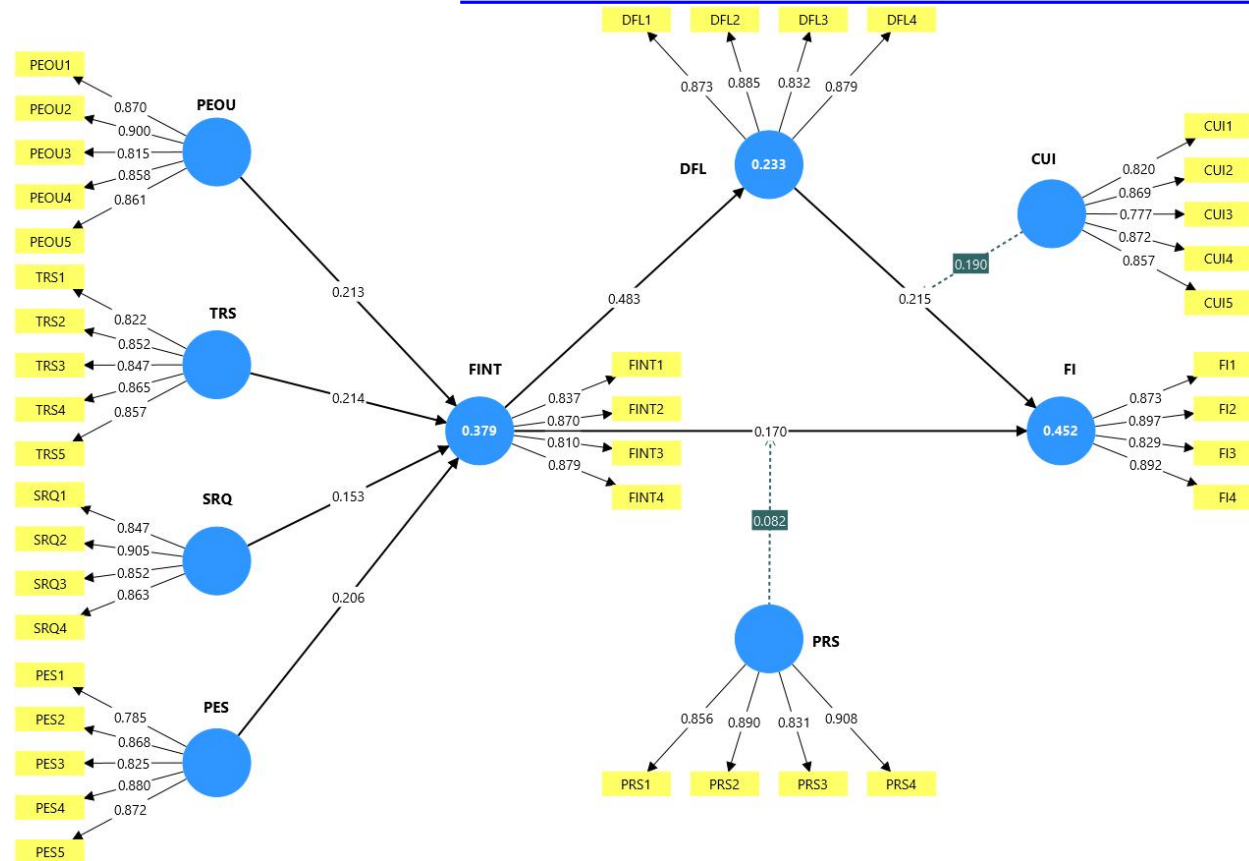 DFL1
DFL2
DFL3
DFL4
0.873
0.885
0.832
0.879
DFL
0.233
PEOU1
PEOU2
PEOU3
PEOU4
PEOU5
0.870
0.900
0.815
0.858
0.861
PEOU
0.213
TRS1
TRS2
TRS3
TRS4
TRS5
0.822
0.852
0.847
0.865
0.857
TRS
0.214
SRQ1
SRQ2
SRQ3
SRQ4
0.847
0.905
0.852
0.863
SRQ
0.153
PES1
PES2
PES3
PES4
PES5
0.785
0.868
0.825
0.880
0.872
PES
0.206
FINT
0.379
0.837
0.870
0.810
0.879
FINT1
FINT2
FINT3
FINT4
0.483
0.170
0.215
0.190
0.082
CUI
0.820
0.869
0.777
0.872
0.857
CUI1
CUI2
CUI3
CUI4
CUI5
FI
0.452
0.873
0.897
0.829
0.892
FI1
FI2
FI3
FI4
PRS
0.856
0.890
0.831
0.908
PRS1
PRS2
PRS3
PRS4